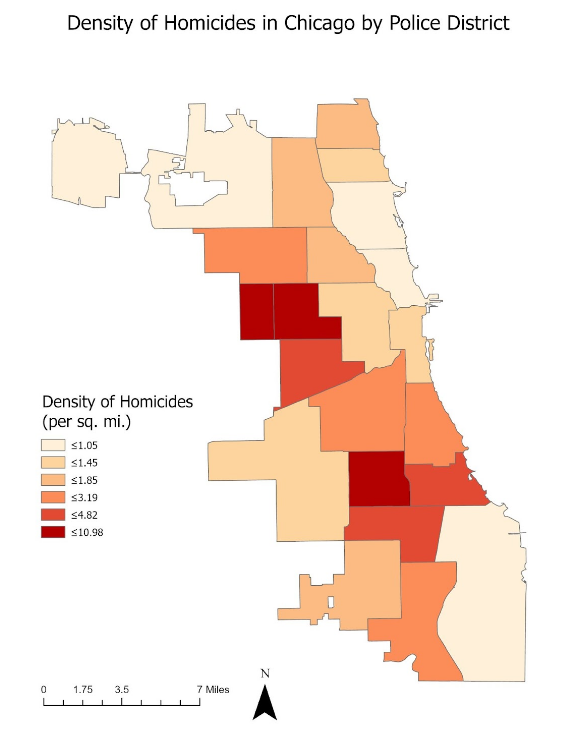 Density of Homicides in Chicago by Police District
Density of Homicides
(per sq. mi.)
≤1.05
≤1.45
≤1.85
≤3.19
≤4.82
≤10.98
N
0 1.75 3.5 7 Miles